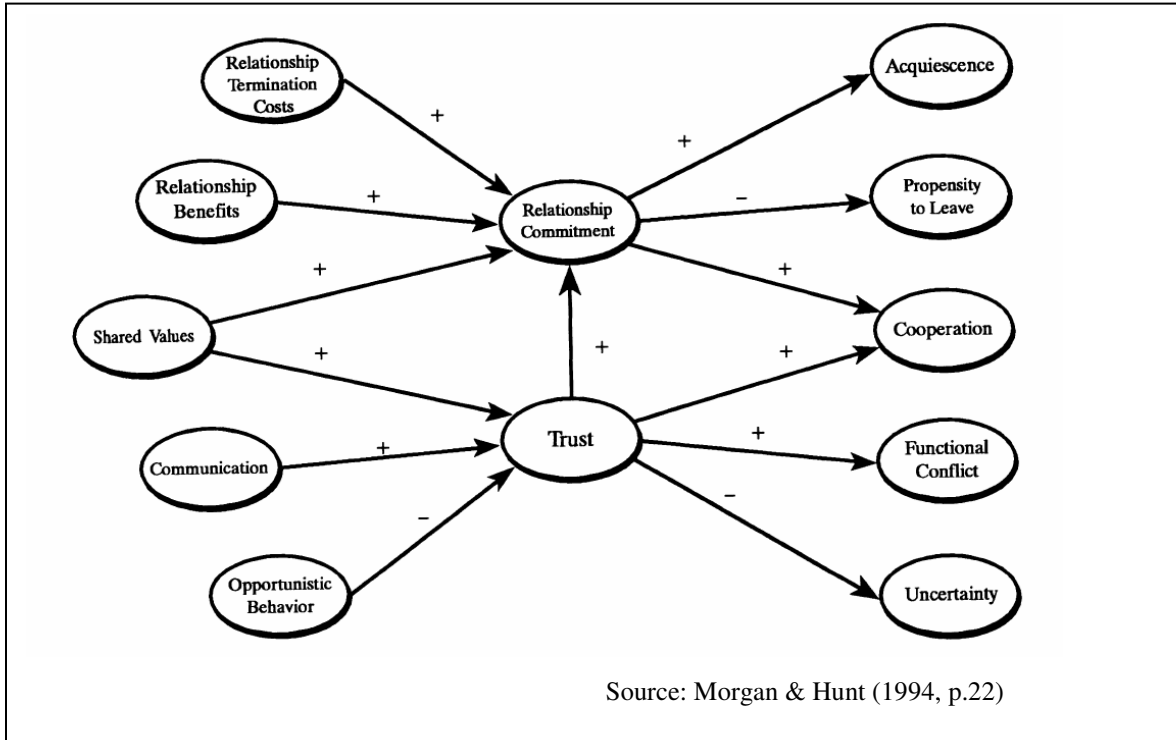 Relationship
Termination
Costs
+
Acquiescence
+
Relationship
Benefits
+
Relationship
Commitment
–
Propensity
to Leave
+
+
Shared Values
+
+
+
Cooperation
Trust
Communication
+
+
Functional
Conflict
–
–
Opportunistic
Behavior
Uncertainty
Source: Morgan & Hunt (1994, p.22)